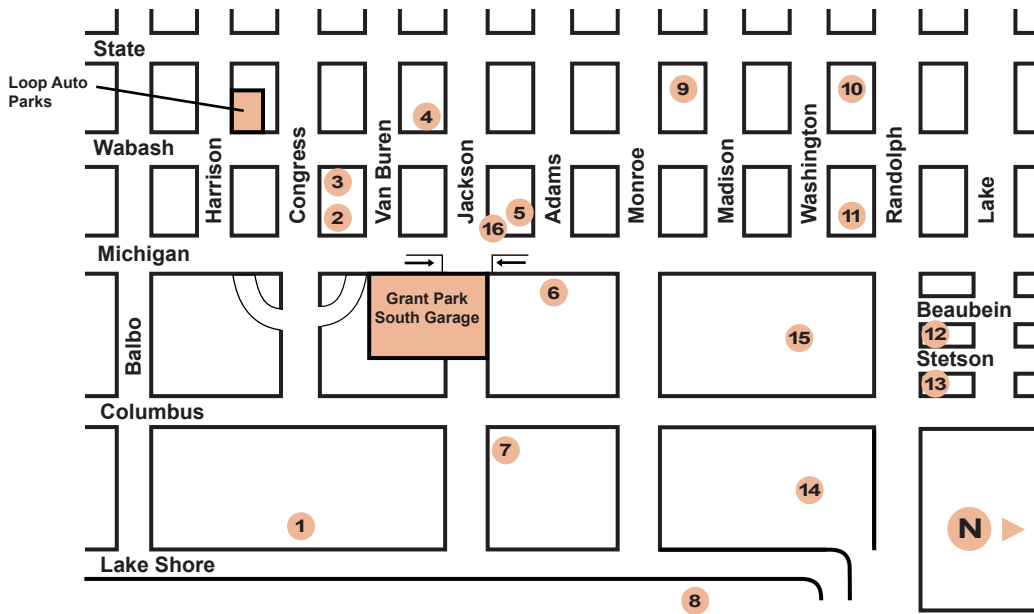 State
Loop Auto
Parks
9
10
4
Wabash
Harrison
Congress
Van Buren
Jackson
Adams
Monroe
Madison
Washington
Randolph
Lake
3
2
5
16
11
Michigan
6
Grant Park
South Garage
Balbo
15
Beaubein
12
Stetson
13
Columbus
7
14
1
N
Lake Shore
8